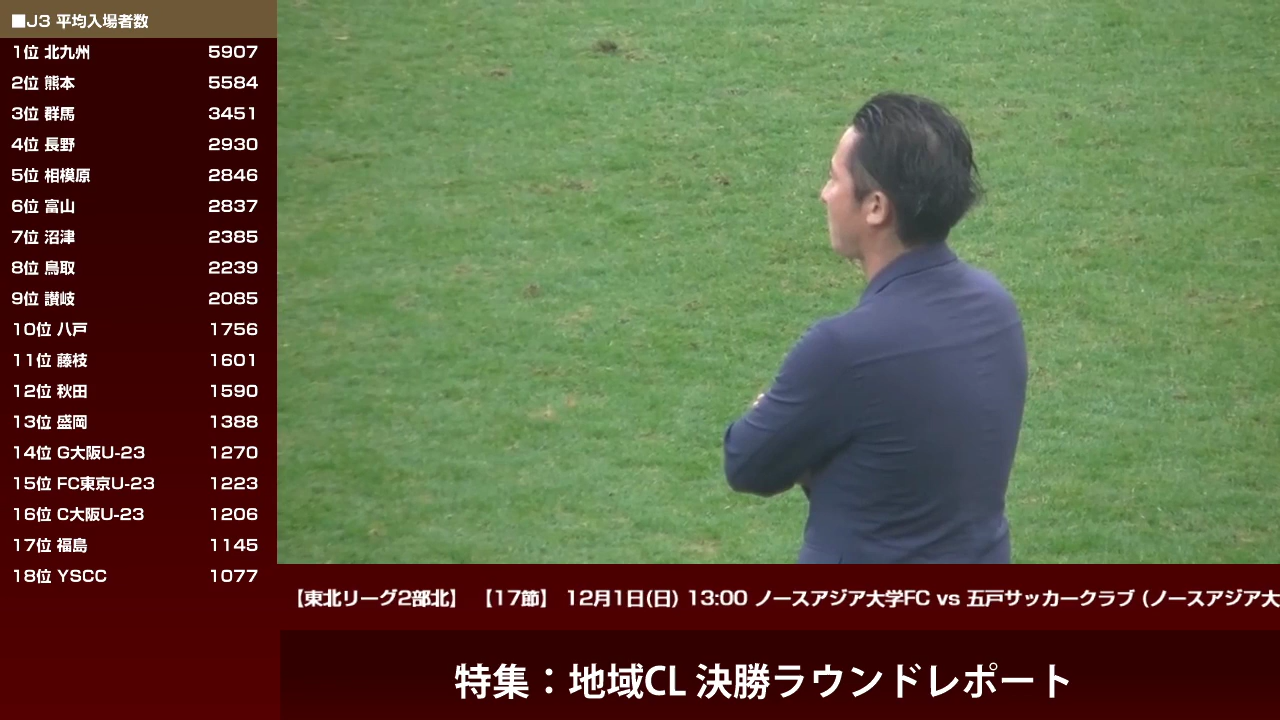 ■J3 平均入場者数
1位 北九州 5907
2位 熊本 5584
3位 群馬 3451
4位 長野 2930
5位 相模原 2846
6位 富山 2837
7位 沼津 2385
8位 鳥取 2239
9位 讃岐 2085
10位 八戸 1756
11位 藤枝 1601
12位 秋田 1590
13位 盛岡 1388
14位 G大阪U-23 1270
15位 FC東京U-23 1223
16位 C大阪U-23 1206
17位 福島 1145
18位 YSCC 1077
【東北リーグ2部北】 【17節】 12月1日(日) 13:00 ノースアジア大学FC vs 五戸サッカークラブ (ノースアジア大
特集：地域CL 決勝ラウンドレポート